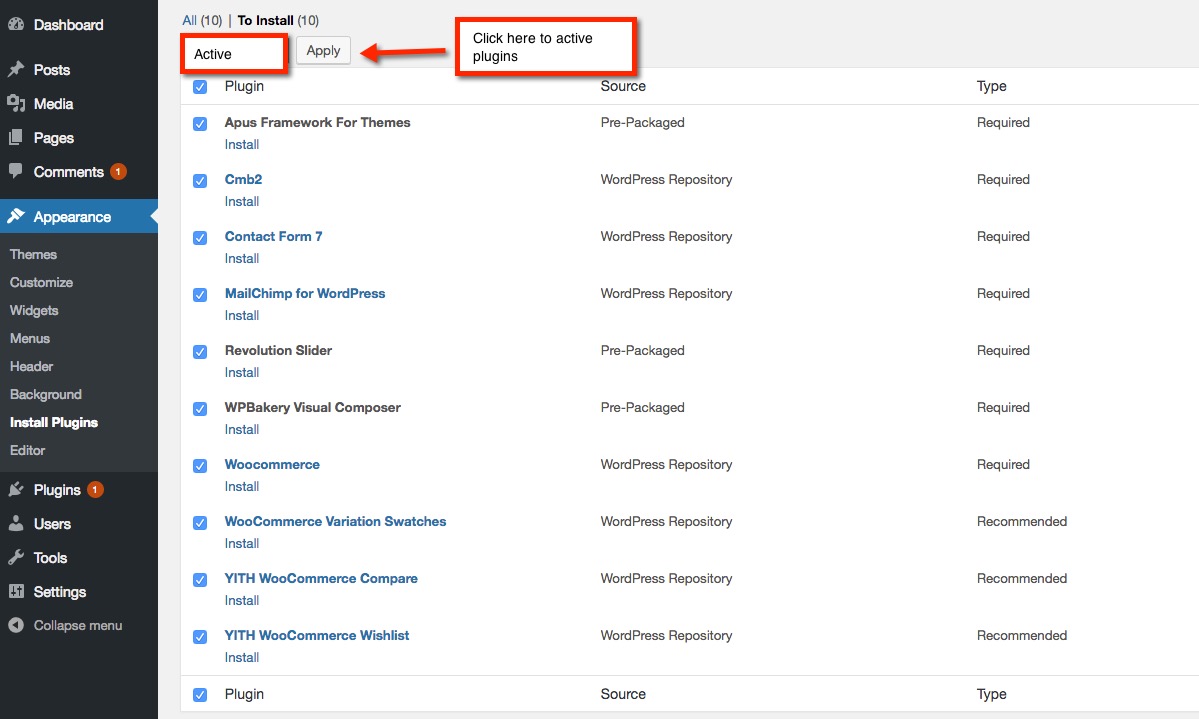 Dashboard
Posts
Media
Pages
Comments 1
Appearance
Themes
Customize
Widgets
Menus
Header
Background
Install Plugins
Editor
Plugins 1
Users
Tools
Settings
Collapse menu
All (10) | To Install (10)
Active Apply
Click here to active
plugins
Plugin Source Type
Apus Framework For Themes Pre-Packaged Required
Install
Cmb2 WordPress Repository Required
Install
Contact Form 7 WordPress Repository Required
Install
MailChimp for WordPress WordPress Repository Required
Install
Revolution Slider Pre-Packaged Required
Install
WPBakery Visual Composer Pre-Packaged Required
Install
Woocommerce WordPress Repository Required
Install
WooCommerce Variation Swatches WordPress Repository Recommended
Install
YITH WooCommerce Compare WordPress Repository Recommended
Install
YITH WooCommerce Wishlist WordPress Repository Recommended
Install
Plugin Source Type